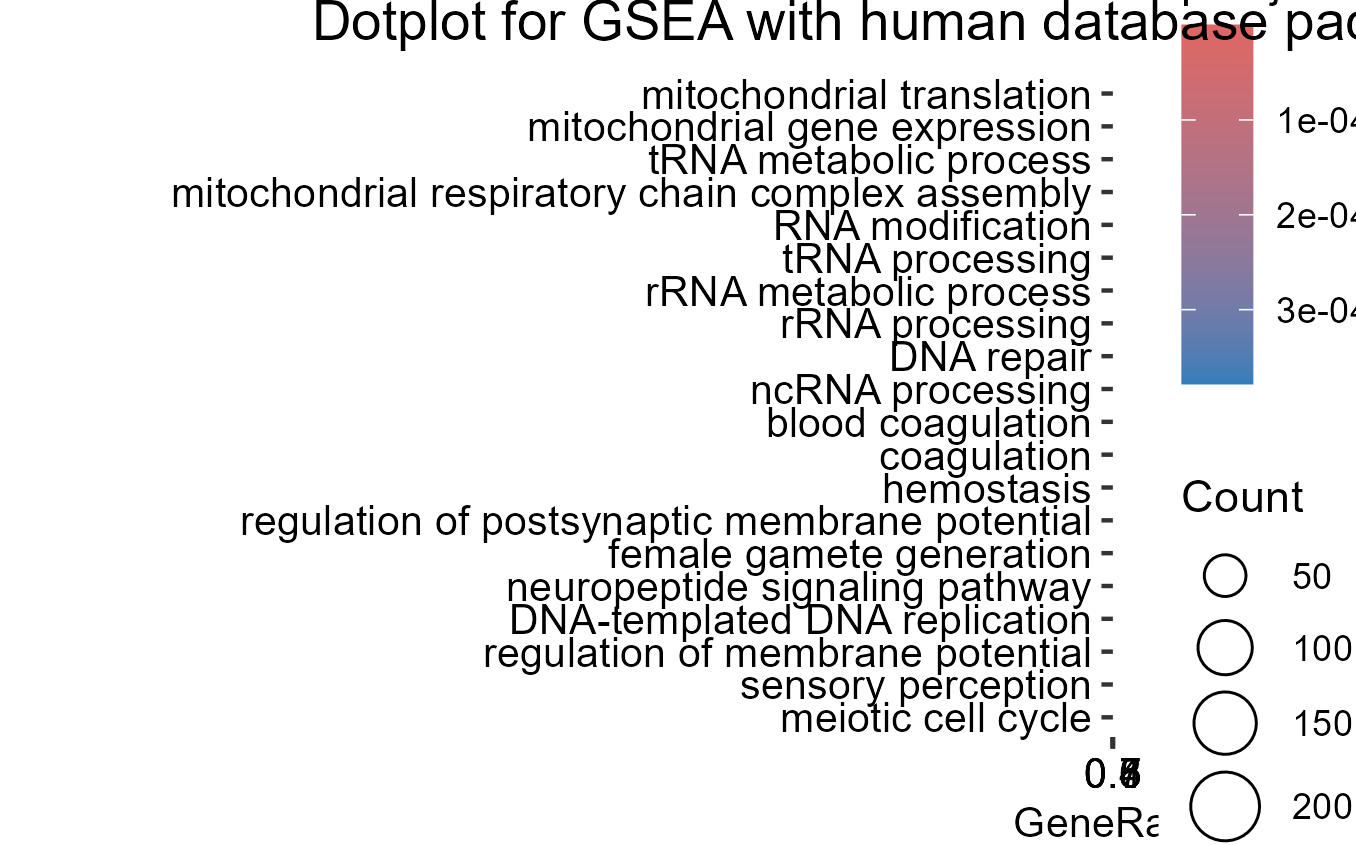 Dotplot for GSEA with human database pac
mitochondrial translation
mitochondrial gene expression
tRNA metabolic process
mitochondrial respiratory chain complex assembly
RNA modification
tRNA processing
rRNA metabolic process
rRNA processing
DNA repair
ncRNA processing
blood coagulation
coagulation
hemostasis
regulation of postsynaptic membrane potential
female gamete generation
neuropeptide signaling pathway
DNA-templated DNA replication
regulation of membrane potential
sensory perception
meiotic cell cycle
GeneRa
1e-04
2e-04
3e-04
Count
50
100
150
200